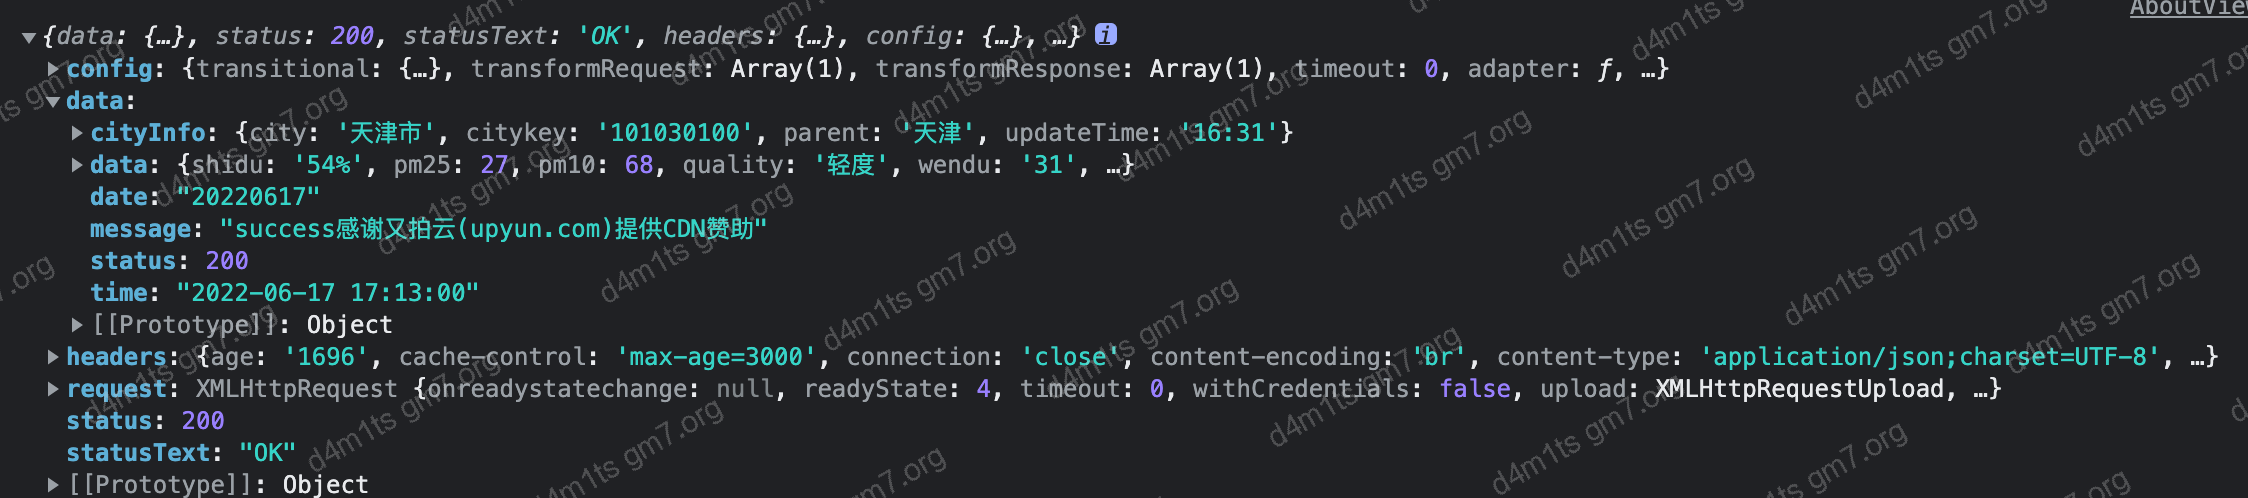 AboutView
{data: {…}, status: 200, statusText: 'OK', headers: {…}, config: {…}, …} i
config: {transitional: {…}, transformRequest: Array(1), transformResponse: Array(1), timeout: 0, adapter: ƒ, …}
data:
cityInfo: {city: '天津市', citykey: '101030100', parent: '天津', updateTime: '16:31'}
data: {shidu: '54%', pm25: 27, pm10: 68, quality: '轻度', wendu: '31', …}
date: "20220617"
message: "success感谢又拍云(upyun.com)提供CDN赞助"
status: 200
time: "2022-06-17 17:13:00"
[[Prototype]]: Object
headers: {age: '1696', cache-control: 'max-age=3000', connection: 'close', content-encoding: 'br', content-type: 'application/json;charset=UTF-8', …}
request: XMLHttpRequest {onreadystatechange: null, readyState: 4, timeout: 0, withCredentials: false, upload: XMLHttpRequestUpload, …}
status: 200
statusText: "OK"
[[Prototype]]: Object
d4m1ts gm7.org